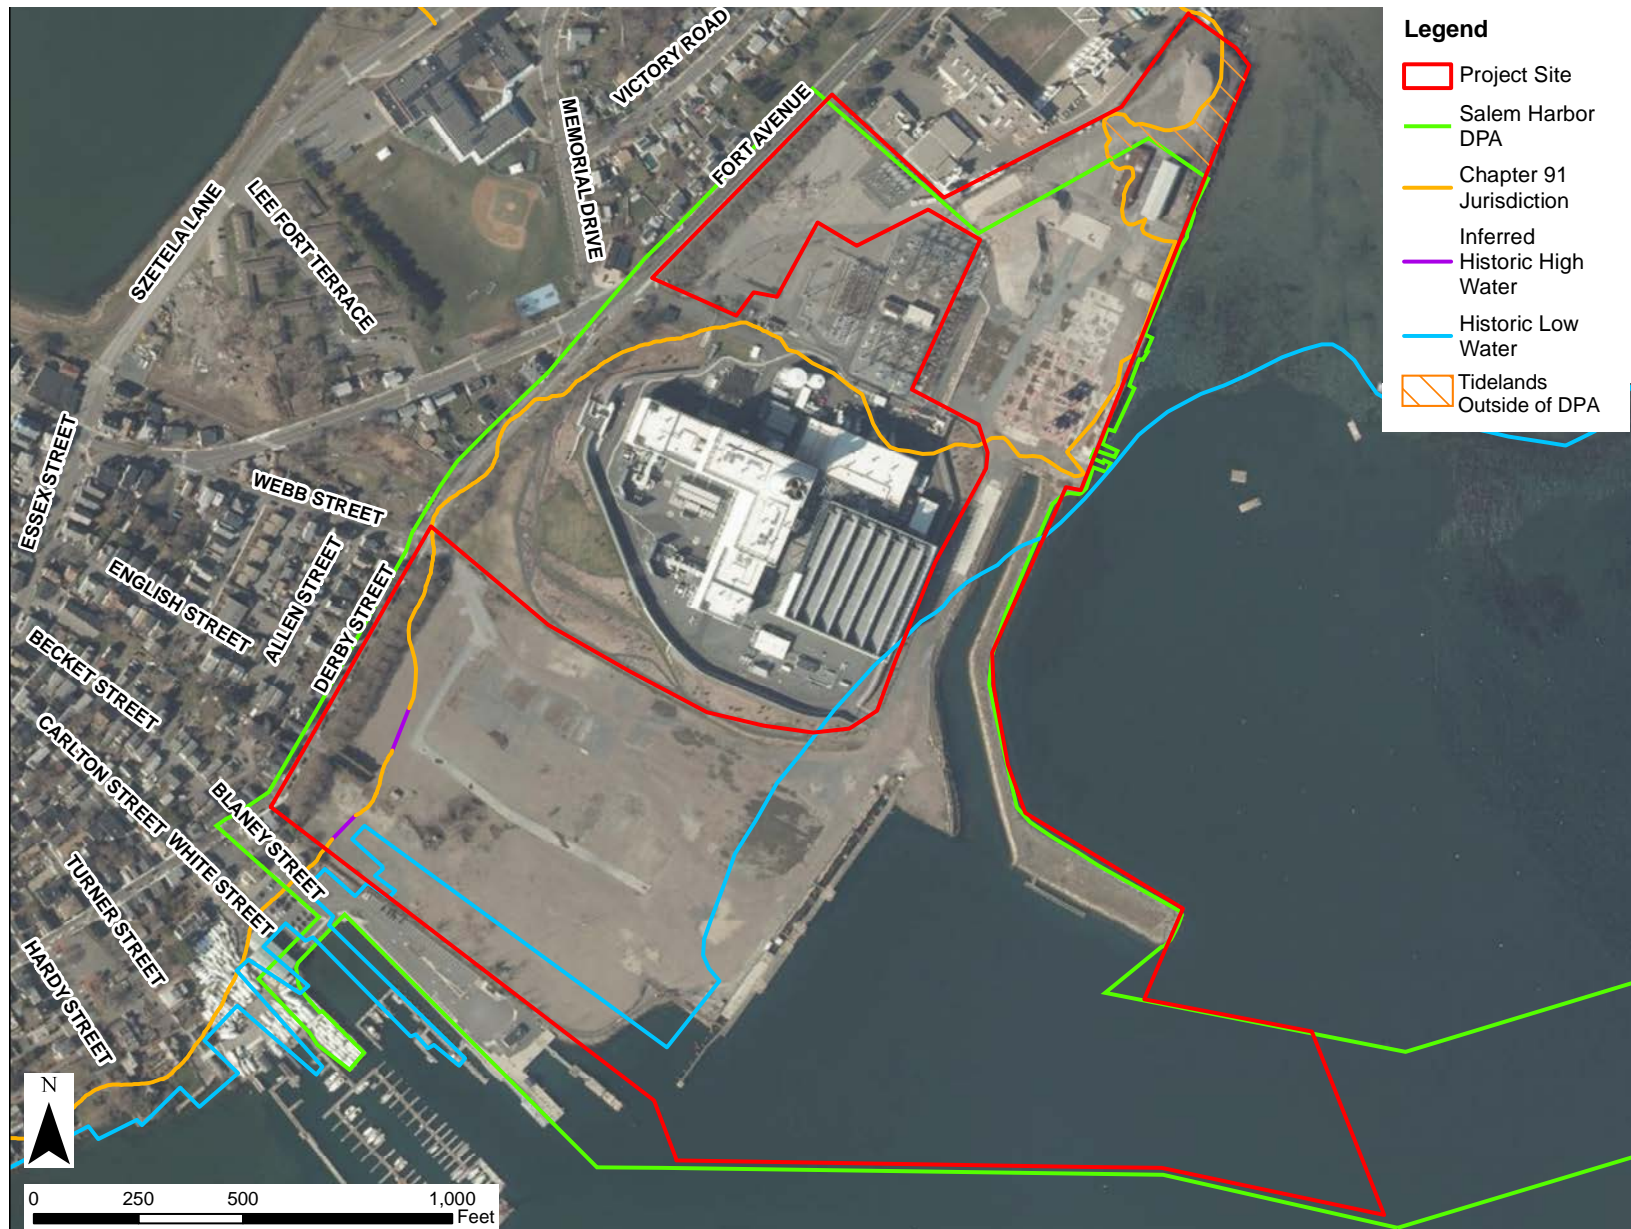 Legend
Project Site
Salem Harbor
DPA
Chapter 91
Jurisdiction
Inferred
Historic High
Water
Historic Low
Water
Tidelands
Outside of DPA
VICTORY ROAD
MEMORIAL DRIVE
FORT AVENUE
SZETELA LANE
LEE FORT TERRACE
ESSEX STREET
WEBB STREET
ENGLISH STREET
ALLEN STREET
DERBY STREET
BECKET STREET
CARLTON STREET
WHITE STREET
BLANEY STREET
TURNER STREET
HARDY STREET
N
0 250 500 1,000
Feet